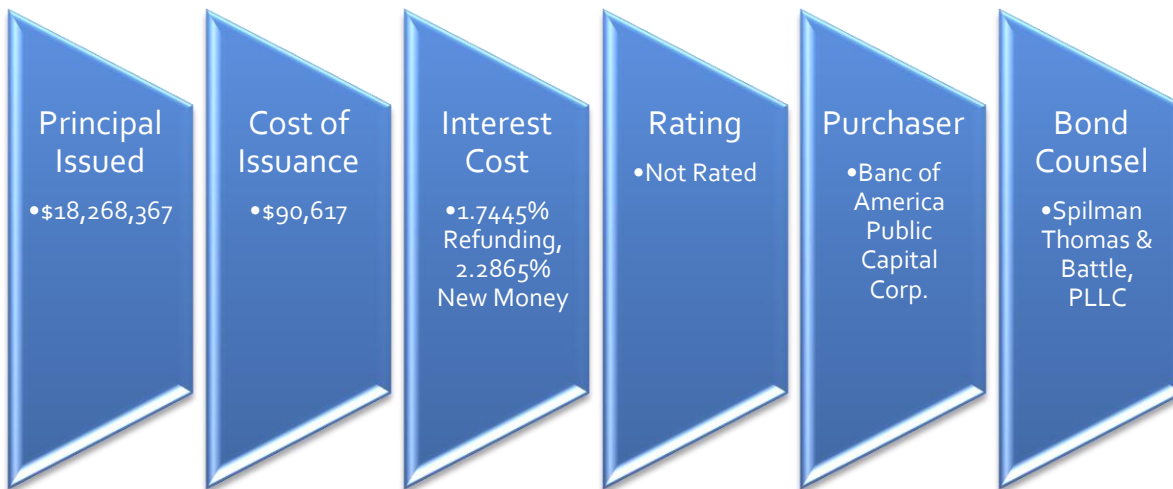 Principal
Issued
•$18,268,367
Cost of
Issuance
•$90,617
Interest
Cost
•1.7445%
Refunding,
2.2865%
New Money
Rating
•Not Rated
Purchaser
•Banc of
America
Public
Capital
Corp.
Bond
Counsel
•Spilman
Thomas &
Battle,
PLLC